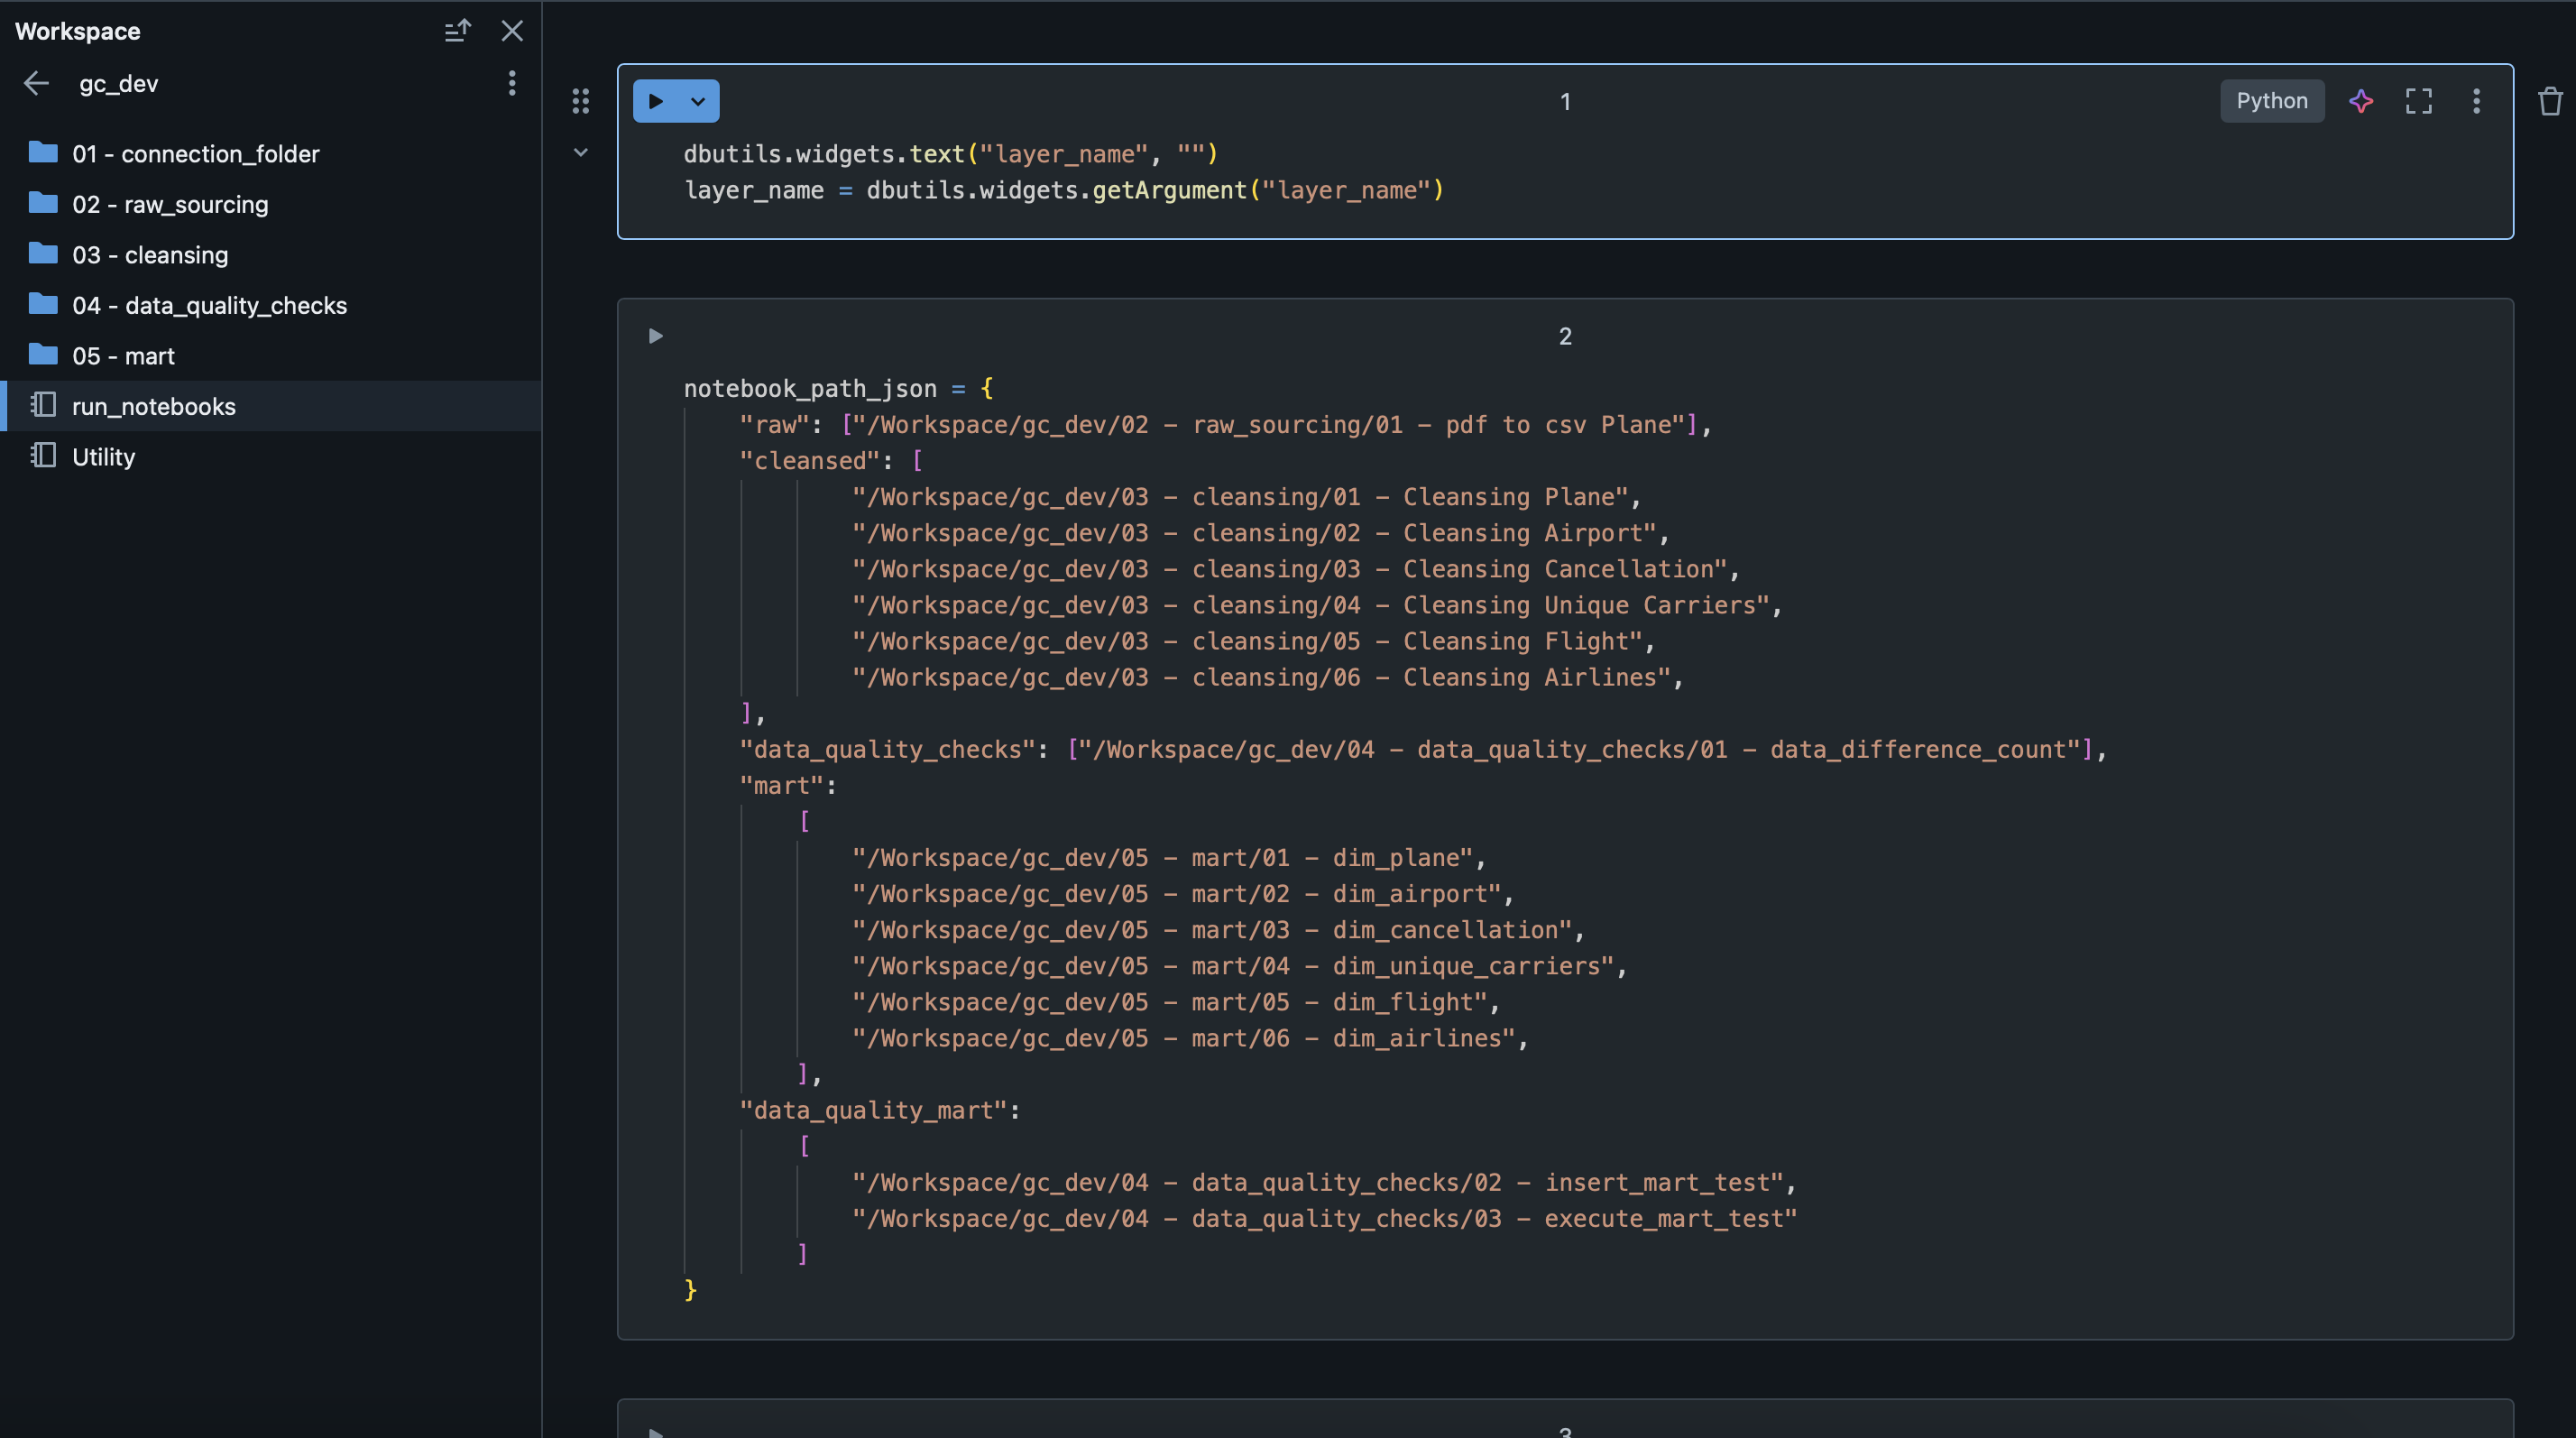 Workspace
gc_dev
01 - connection_folder
02 - raw_sourcing
03 - cleansing
04 - data_quality_checks
05 - mart
run_notebooks
Utility
1
Python
dbutils.widgets.text("layer_name", "")
layer_name = dbutils.widgets.getArgument("layer_name")
2
notebook_path_json = {
"raw": ["/Workspace/gc_dev/02 - raw_sourcing/01 - pdf to csv Plane"],
"cleansed": [
"/Workspace/gc_dev/03 - cleansing/01 - Cleansing Plane",
"/Workspace/gc_dev/03 - cleansing/02 - Cleansing Airport",
"/Workspace/gc_dev/03 - cleansing/03 - Cleansing Cancellation",
"/Workspace/gc_dev/03 - cleansing/04 - Cleansing Unique Carriers",
"/Workspace/gc_dev/03 - cleansing/05 - Cleansing Flight",
"/Workspace/gc_dev/03 - cleansing/06 - Cleansing Airlines",
],
"data_quality_checks": ["/Workspace/gc_dev/04 - data_quality_checks/01 - data_difference_count"],
"mart":
[
"/Workspace/gc_dev/05 - mart/01 - dim_plane",
"/Workspace/gc_dev/05 - mart/02 - dim_airport",
"/Workspace/gc_dev/05 - mart/03 - dim_cancellation",
"/Workspace/gc_dev/05 - mart/04 - dim_unique_carriers",
"/Workspace/gc_dev/05 - mart/05 - dim_flight",
"/Workspace/gc_dev/05 - mart/06 - dim_airlines",
],
"data_quality_mart":
[
"/Workspace/gc_dev/04 - data_quality_checks/02 - insert_mart_test",
"/Workspace/gc_dev/04 - data_quality_checks/03 - execute_mart_test"
]
}
3